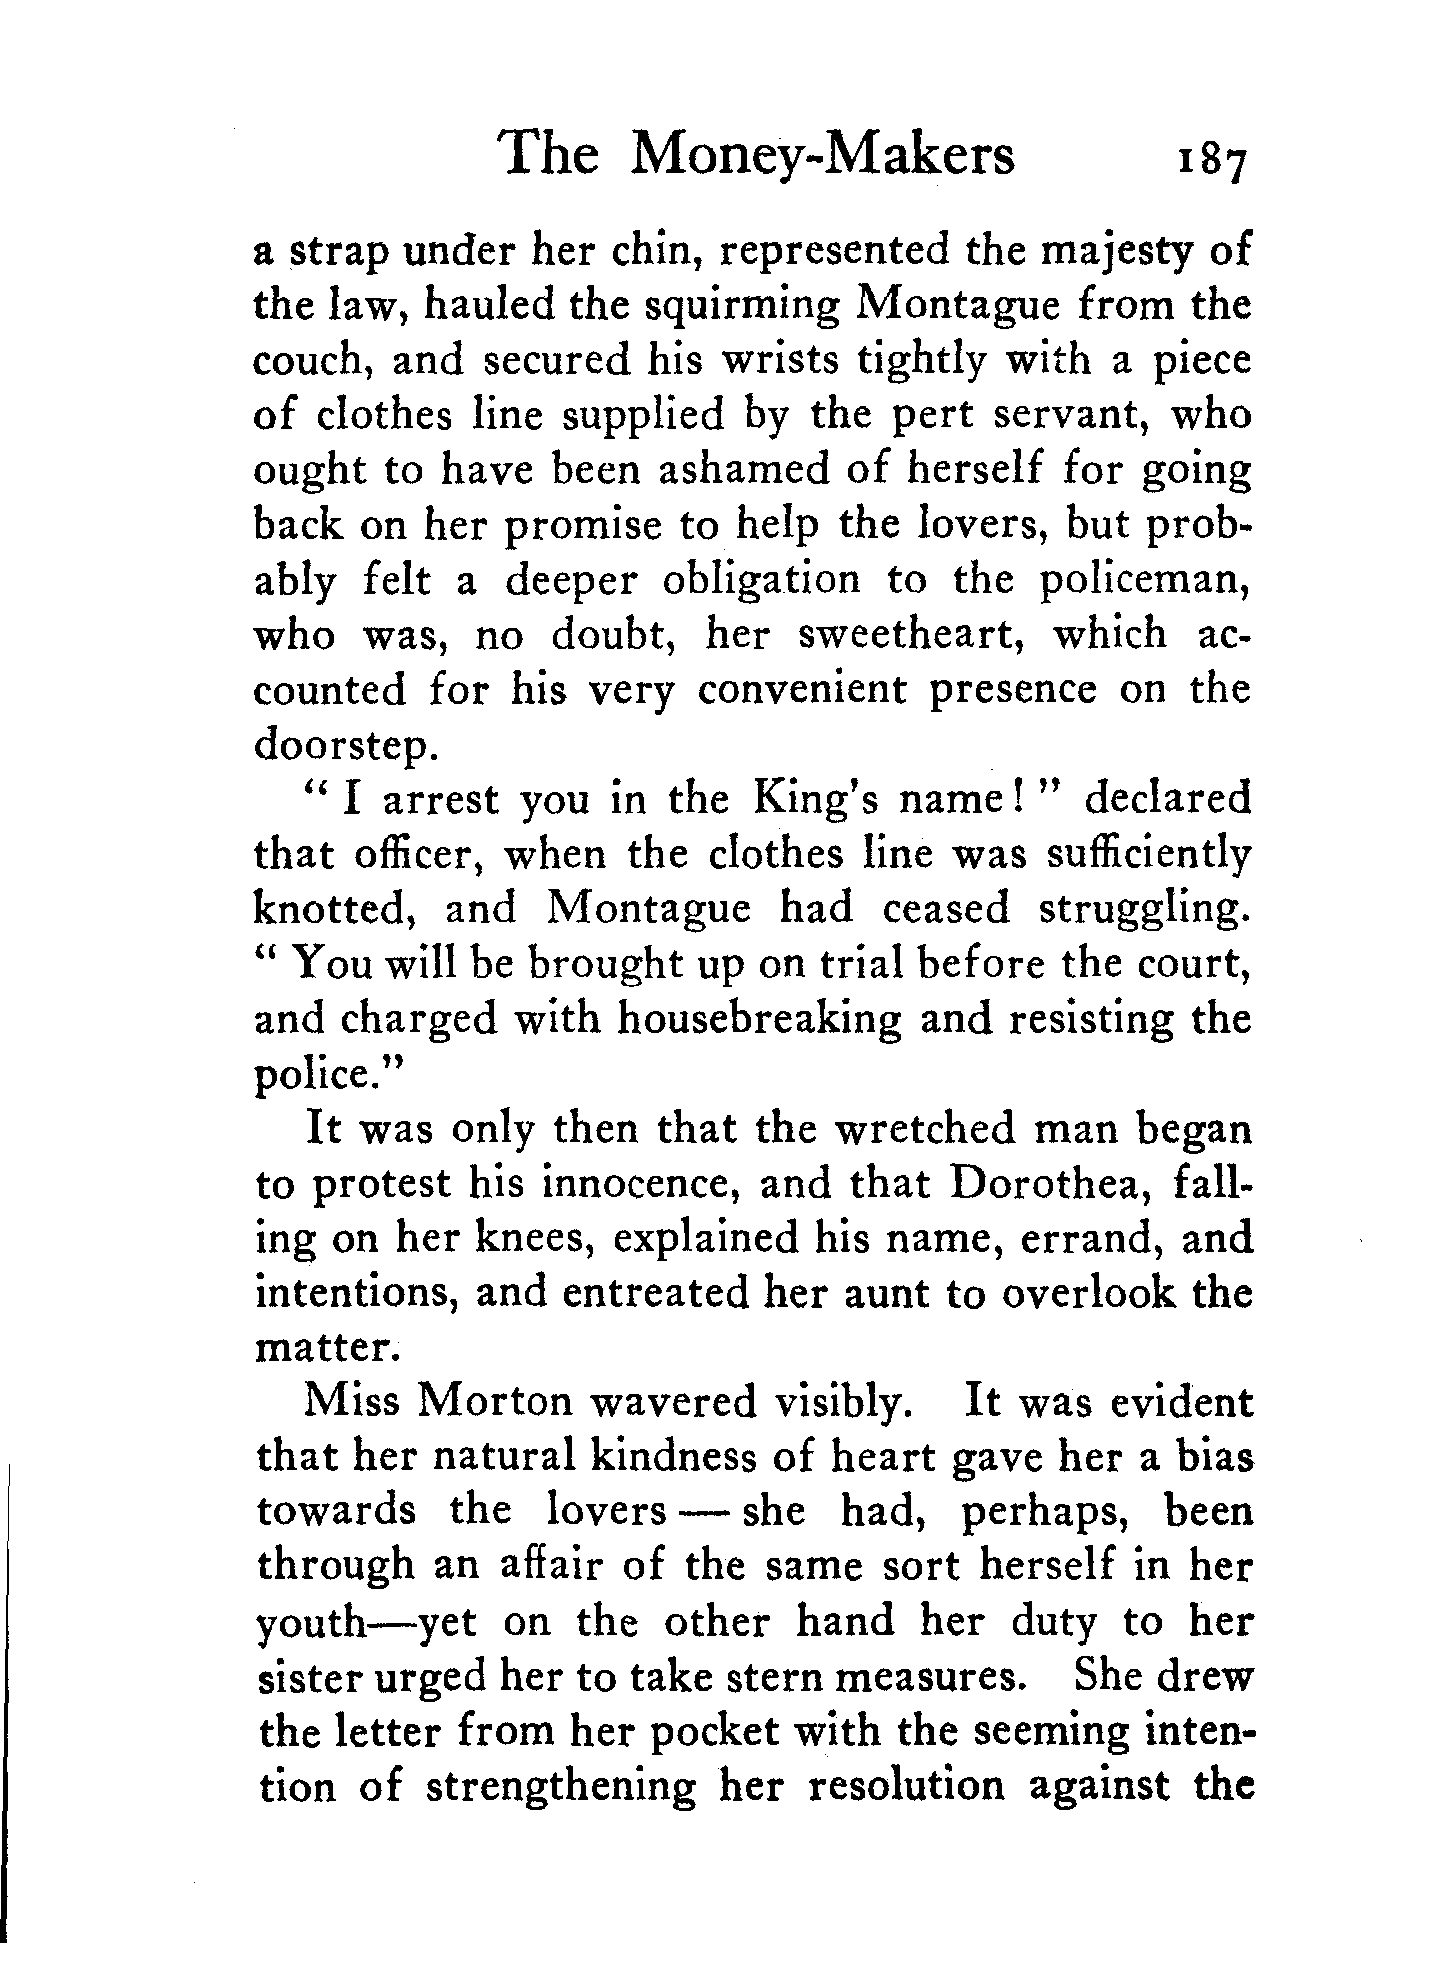 The Money-Makers 187
a strap under her chin, represented the majesty of
the law, hauled the squirming Montague from the
couch, and secured his wrists tightly with a piece
of clothes line supplied by the pert servant, who
ought to have been ashamed of herself for going
back on her promise to help the lovers, but prob-
ably felt a deeper obligation to the policeman,
who was, no doubt, her sweetheart, which ac-
counted for his very convenient presence on the
doorstep.
" I arrest you in the King's name! " declared
that officer, when the clothes line was sufficiently
knotted, and Montague had ceased struggling.
" You will be brought up on trial before the court,
and charged with housebreaking and resisting the
police."
It was only then that the wretched man began
to protest his innocence, and that Dorothea, fall-
ing on her knees, explained his name, errand, and
intentions, and entreated her aunt to overlook the
matter.
Miss Morton wavered visibly. It was evident
that her natural kindness of heart gave her a bias
towards the lovers — she had, perhaps, been
through an affair of the same sort herself in her
youth—yet on the other hand her duty to her
sister urged her to take stern measures. She drew
the letter from her pocket with the seeming inten-
tion of strengthening her resolution against the